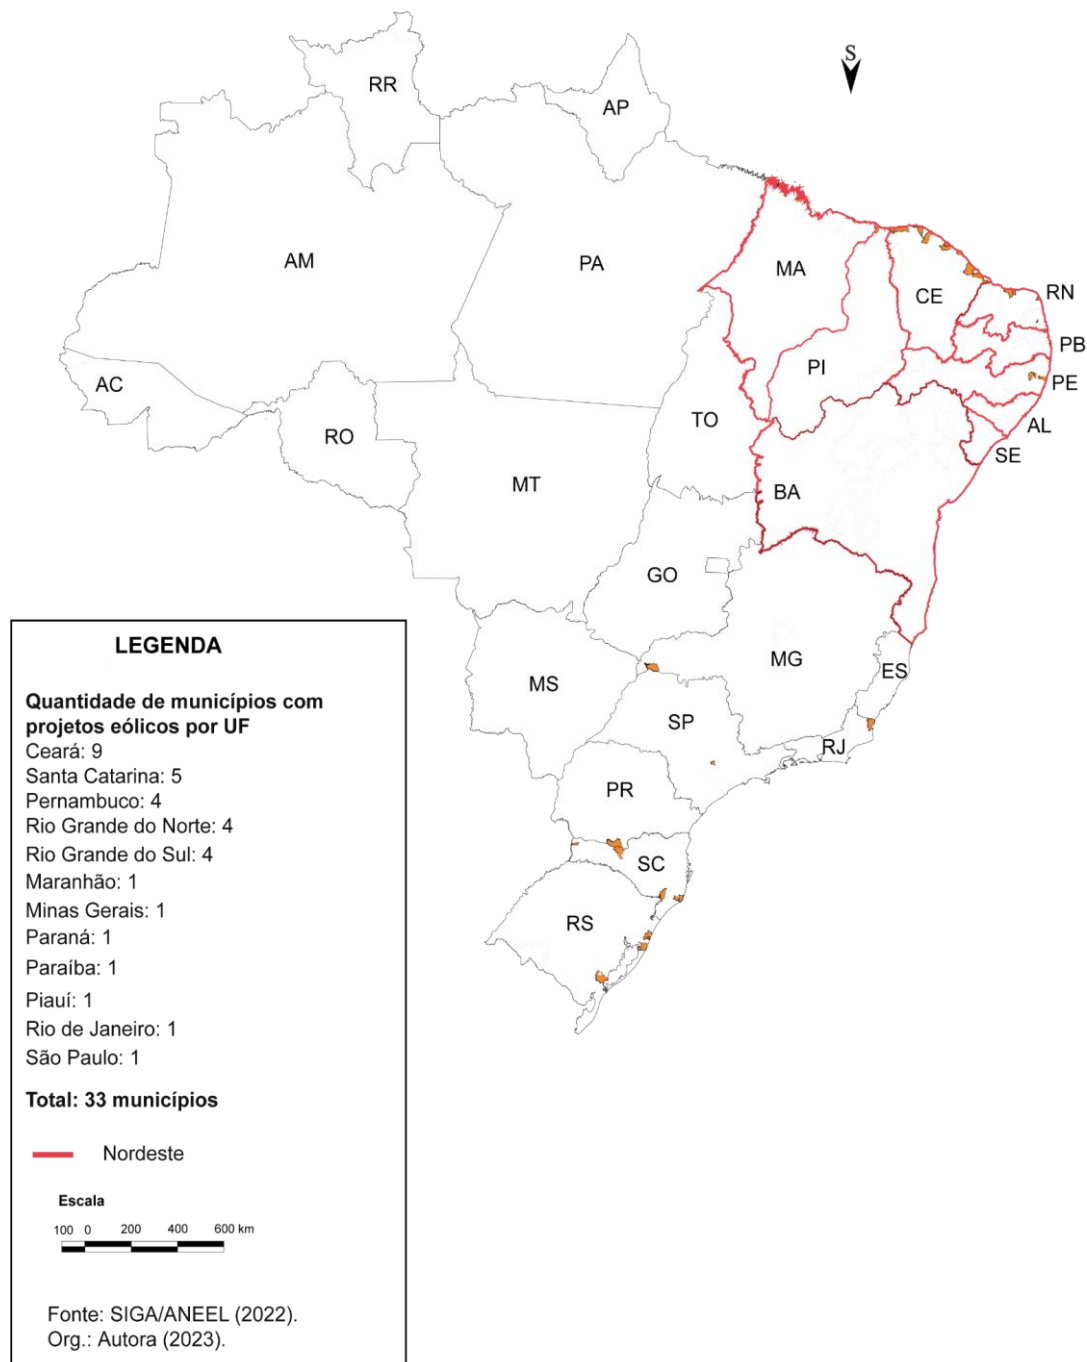 S
RR
AP
AM
PA
MA
CE
RN
PB
PI
PE
AC
TO
AL
RO
SE
MT
BA
GO
MG
ES
MS
SP
RJ
PR
SC
RS
LEGENDA
Quantidade de municípios com
projetos eólicos por UF
Ceará: 9
Santa Catarina: 5
Pernambuco: 4
Rio Grande do Norte: 4
Rio Grande do Sul: 4
Maranhão: 1
Minas Gerais: 1
Paraná: 1
Paraíba: 1
Piauí: 1
Rio de Janeiro: 1
São Paulo: 1
Total: 33 municípios
Nordeste
Escala
100 0 200 400 600 km
Fonte: SIGA/ANEEL (2022).
Org.: Autora (2023).